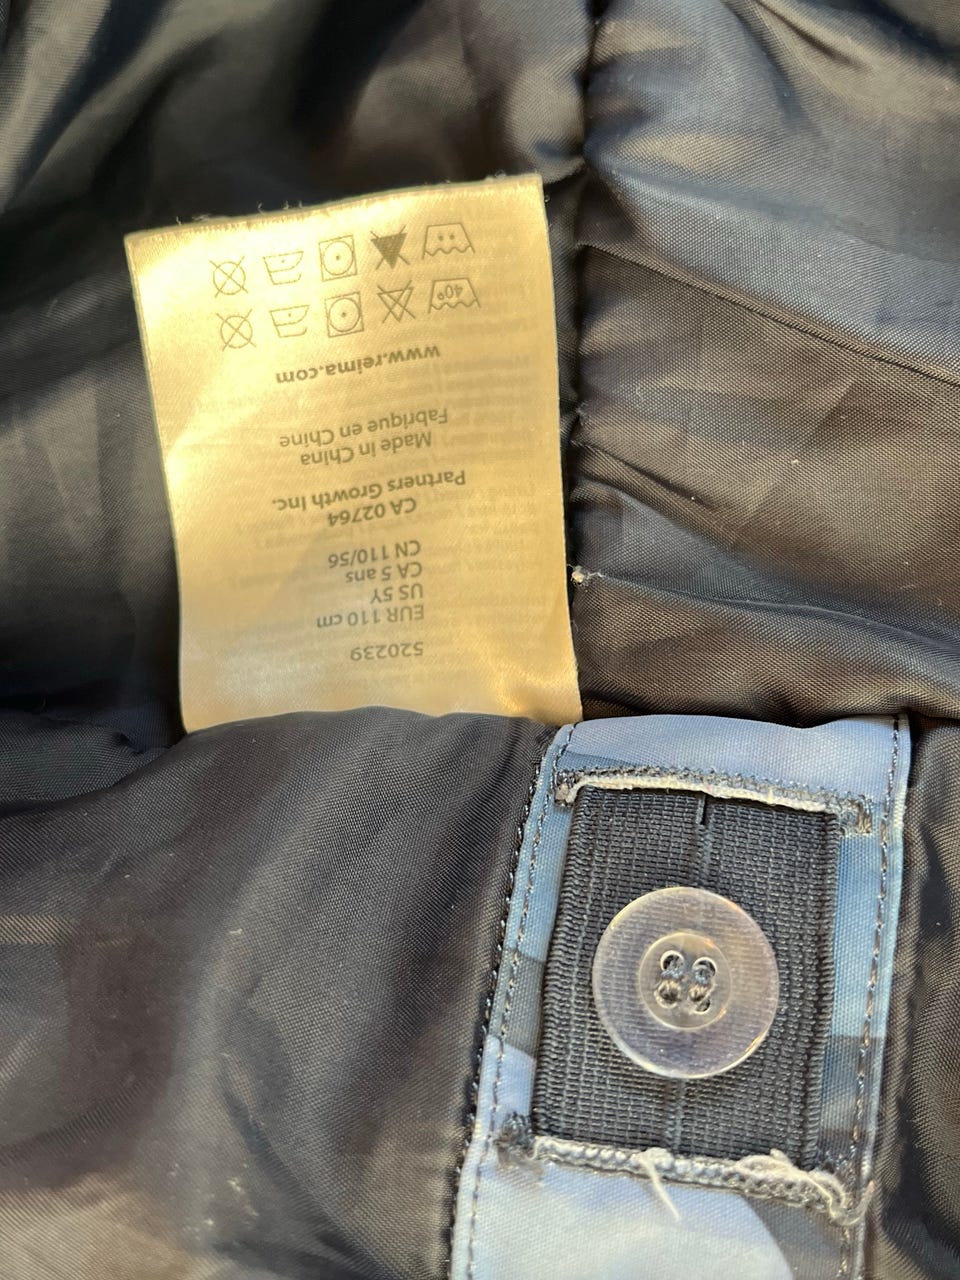 520239
EUR 110 cm
US 5Y
CA 5 ans
CN 110/56
CA 02764
Partners Growth Inc.
Made in China
Fabriqué en Chine
www.reima.com
40°